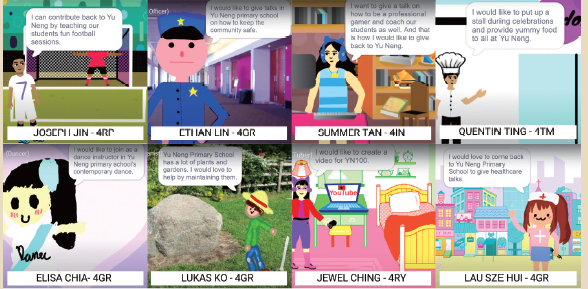 I can contribute back to Yu
Neng by teaching our
students fun football
sessions.
7
JOSEPH JIN - 4RP
Officer)
I would like to give talks in
Yu Neng primary school
on how to keep the
community safe.
ETHAN LIN - 4GR
I want to give a talk on
how to be a professional
gamer and coach our
students as well. And that
is how I would like to give
back to Yu Neng.
SUMMER TAN - 4IN
I would like to put up a
stall during celebrations
and provide yummy food
to all at Yu Neng.
QUENTIN TING - 1TM
(Dancer)
I would like to join as a
dance instructor in Yu
Neng primary school's
contemporary dance.
ELISA CHIA- 4GR
Yu Neng Primary School
has a lot of plants and
gardens. I would love to
help by maintaining them.
LUKAS KO - 4GR
I would like to create a
video for YN100.
YouTube
JEWEL CHING - 4RY
I would love to come back
to Yu Neng Primary
School to give healthcare
talks.
LAU SZE HUI - 4GR